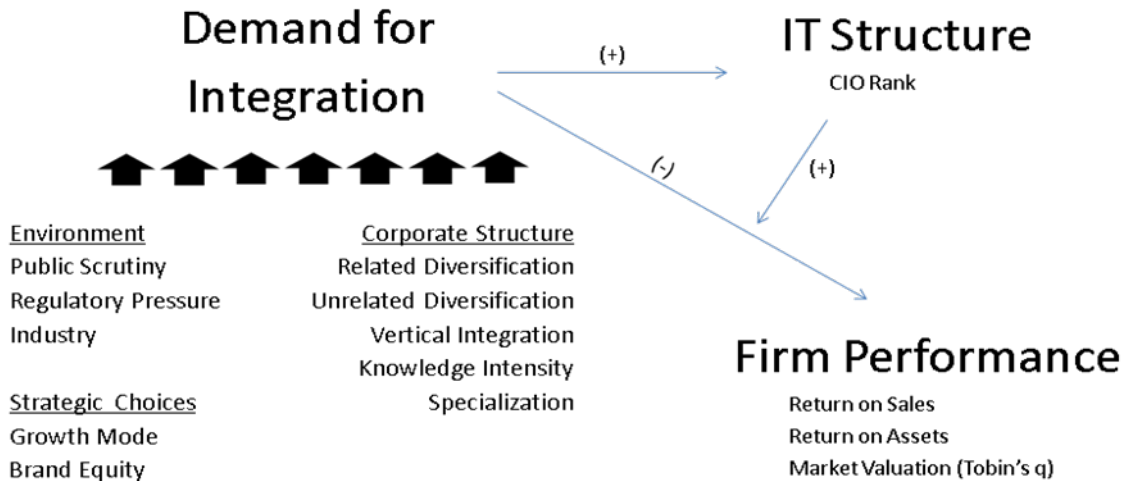 Demand for
Integration
(+)
IT Structure
CIO Rank
(-)
(+)
Environment
Public Scrutiny
Regulatory Pressure
Industry
Strategic Choices
Growth Mode
Brand Equity
Corporate Structure
Related Diversification
Unrelated Diversification
Vertical Integration
Knowledge Intensity
Specialization
Firm Performance
Return on Sales
Return on Assets
Market Valuation (Tobin's q)